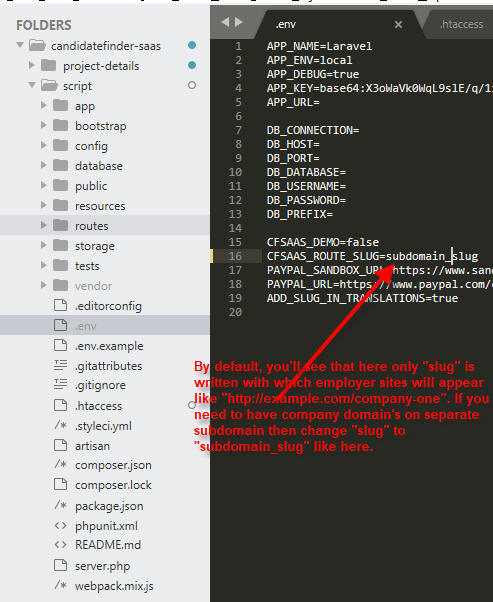 FOLDERS
candidatefinder-saas
project-details
script
app
bootstrap
config
database
public
resources
routes
storage
tests
vendor
.editorconfig
.env
.env.example
.gitattributes
.gitignore
.htaccess
.styleci.yml
artisan
composer.json
composer.lock
package.json
phpunit.xml
README.md
server.php
webpack.mix.js
.env
.htaccess
1 APP_NAME=Laravel
2 APP_ENV=local
3 APP_DEBUG=true
4 APP_KEY=base64:X3oWaVk0WqL9slE/q/1
5 APP_URL=
6
7 DB_CONNECTION=
8 DB_HOST=
9 DB_PORT=
10 DB_DATABASE=
11 DB_USERNAME=
12 DB_PASSWORD=
13 DB_PREFIX=
14
15 CFSAAS_DEMO=false
16 CFSAAS_ROUTE_SLUG=subdomain_slug
17 PAYPAL_SANDBOX_URL=https://www.san
18 PAYPAL_URL=https://www.paypal.com/
19 ADD_SLUG_IN_TRANSLATIONS=true
20
By default, you'll see that here only "slug" is
written with which employer sites will appear
like "http://example.com/company-one". If you
need to have company domain's on separate
subdomain then change "slug" to
"subdomain_slug" like here.